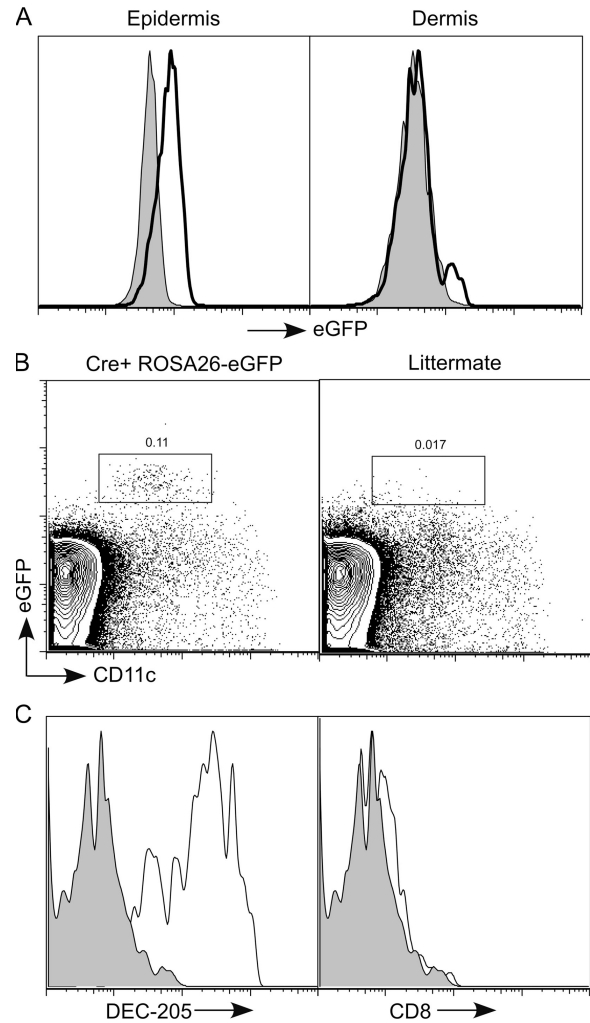 A
Epidermis Dermis
eGFP
B
Cre+ ROSA26-eGFP Littermate
0.11 0.017
eGFP
CD11c
C
DEC-205 CD8